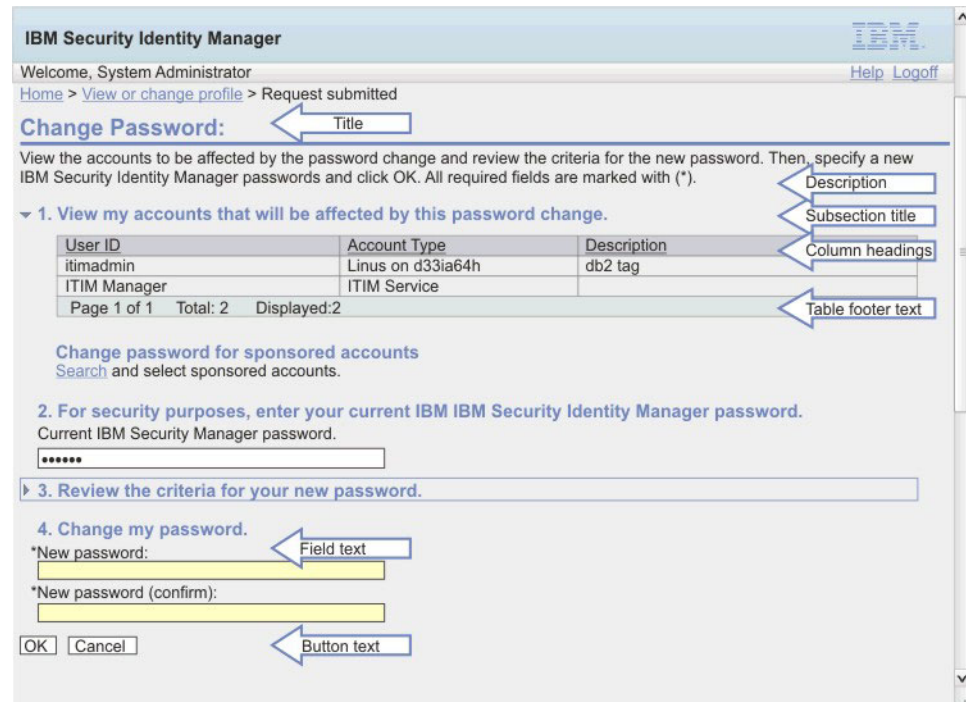 IBM Security Identity Manager
IBM.
Welcome, System Administrator
Help Logoff
Home > View or change profile > Request submitted
Change Password:
Title
View the accounts to be affected by the password change and review the criteria for the new password. Then, specify a new
IBM Security Identity Manager passwords and click OK. All required fields are marked with (*).
Description
1. View my accounts that will be affected by this password change.
Subsection title
User ID Account Type Description
Column headings
itimadmin Linus on d33ia64h db2 tag
ITIM Manager ITIM Service
Page 1 of 1 Total: 2 Displayed:2
Table footer text
Change password for sponsored accounts
Search and select sponsored accounts.
2. For security purposes, enter your current IBM IBM Security Identity Manager password.
Current IBM Security Manager password.
••••••
3. Review the criteria for your new password.
4. Change my password.
*New password:
Field text
*New password (confirm):
OK Cancel
Button text